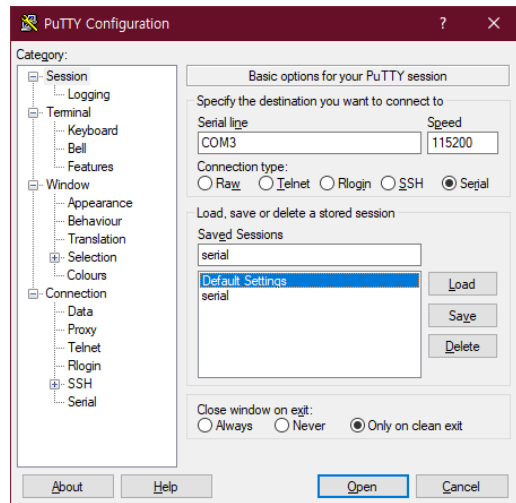 PuTTY Configuration
Category:
Session
Logging
Terminal
Keyboard
Bell
Features
Window
Appearance
Behaviour
Translation
Selection
Colours
Connection
Data
Proxy
Telnet
Rlogin
SSH
Serial
Basic options for your PuTTY session
Specify the destination you want to connect to
Serial line Speed
COM3 115200
Connection type:
Raw Telnet Rlogin SSH Serial
Load, save or delete a stored session
Saved Sessions
serial
Default Settings
serial
Load
Save
Delete
Close window on exit:
Always Never Only on clean exit
About Help Open Cancel